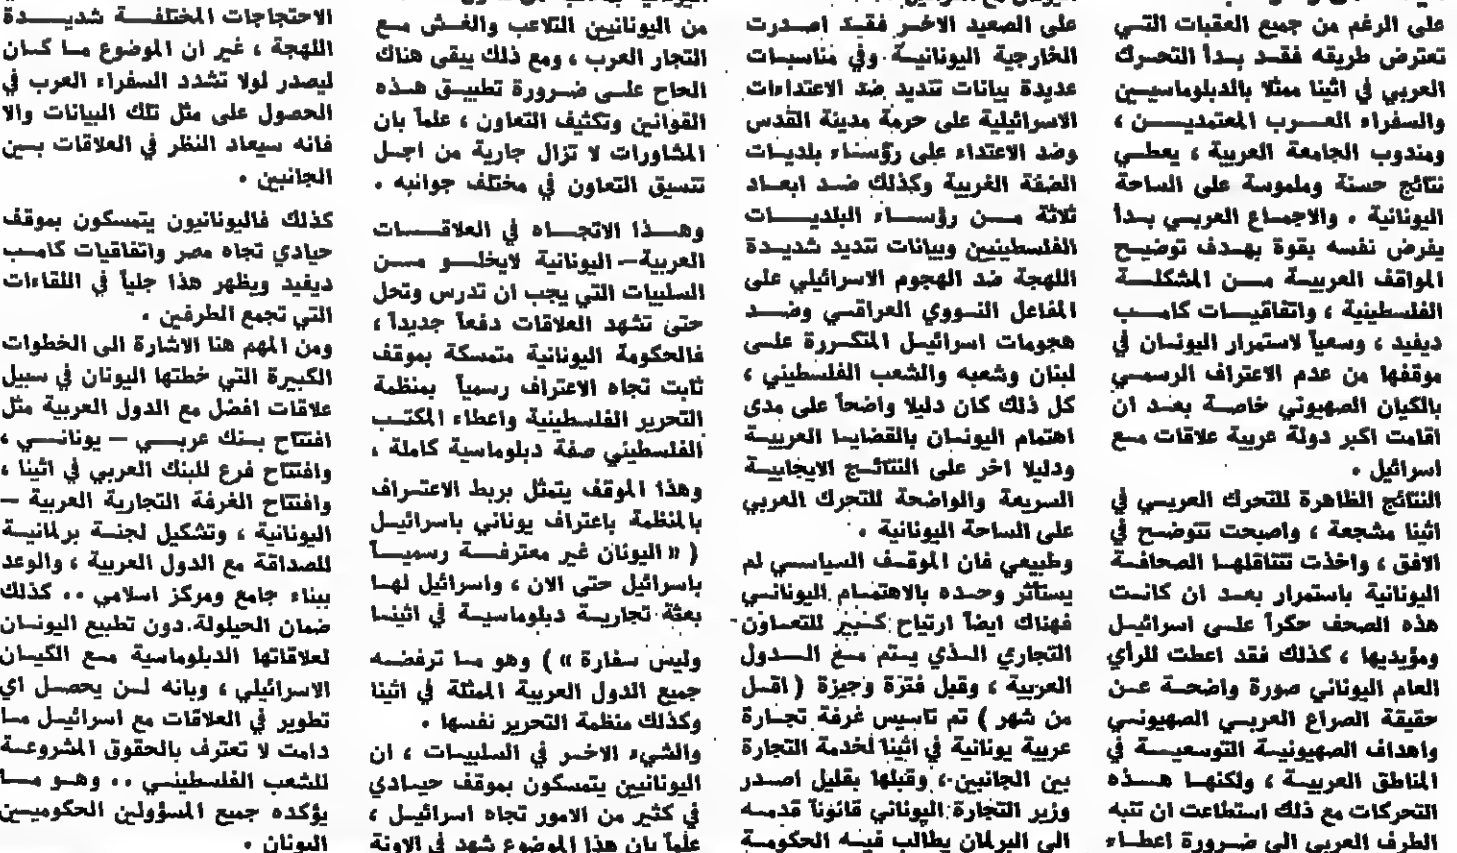 على الرغم من جميع العقبات التي
تعترض طريقه فقد بدأ التحرك
العربي في اثينا ممثلا بالدبلوماسيين
والسفراء العرب المعتمدين ،
ومندوب الجامعة العربية ، يعطي
نتائج حسنة وملموسة على الساحة
اليونانية . والاجماع العربي بدأ
يفرض نفسه بقوة بهدف توضيح
المواقف العربية من المشكلة
الفلسطينية ، واتفاقيات كامب
ديفيد ، وسعياً لاستمرار اليونان في
موقفها من عدم الاعتراف الرسمي
بالكيان الصهيوني خاصة بعد ان
اقامت اكبر دولة عربية علاقات مع
اسرائيل .
النتائج الظاهرة للتحرك العربي في
اثينا مشجعة ، واصبحت تتوضح في
الافق ، واخذت تتناقلها الصحافة
اليونانية باستمرار بعد ان كانت
هذه الصحف حكراً على اسرائيل
ومؤيديها ، كذلك فقد اعطت للرأي
العام اليوناني صورة واضحة عن
حقيقة الصراع العربي الصهيوني
واهداف الصهيونية التوسعية في
المناطق العربية ، ولكنها هذه
التحركات مع ذلك استطاعت ان تنبه
الطرف العربي الى ضرورة اعطاء
على الصعيد الاخر فقد اصدرت
الخارجية اليونانية وفي مناسبات
عديدة بيانات تنديد ضد الاعتداءات
الاسرائيلية على حرمة مدينة القدس
وضد الاعتداء على رؤساء بلديات
الضفة الغربية وكذلك ضد ابعاد
ثلاثة من رؤساء البلديات
الفلسطينيين وبيانات تنديد شديدة
اللهجة ضد الهجوم الاسرائيلي على
المفاعل النووي العراقي وضد
هجومات اسرائيل المتكررة على
لبنان وشعبه والشعب الفلسطيني ،
كل ذلك كان دليلا واضحاً على مدى
اهتمام اليونان بالقضايا العربية
ودليلا اخر على النتائج الايجابية
السريعة والواضحة للتحرك العربي
على الساحة اليونانية .
وطبيعي فان الموقف السياسي لم
يستأثر وحده بالاهتمام اليوناني
فهناك ايضاً ارتياح كبير للتعاون
التجاري الذي يتم مع الدول
العربية ، وقبل فترة وجيزة ( اقل
من شهر ) تم تاسيس غرفة تجارة
عربية يونانية في اثينا لخدمة التجارة
بين الجانبين ، وقبلها بقليل اصدر
وزير التجارة اليوناني قانوناً قدمه
الى البرلمان يطالب فيه الحكومة
من اليونانيين التلاعب والغش مع
التجار العرب ، ومع ذلك يبقى هناك
الحاح على ضرورة تطبيق هذه
القوانين وتكثيف التعاون ، علماً بان
المشاورات لا تزال جارية من اجل
تنسيق التعاون في مختلف جوانبه .
وهذا الاتجاه في العلاقات
العربية — اليونانية لايخلو من
السلبيات التي يجب ان تدرس وتحل
حتى تشهد العلاقات دفعاً جديداً ،
فالحكومة اليونانية متمسكة بموقف
ثابت تجاه الاعتراف رسمياً بمنظمة
التحرير الفلسطينية واعطاء المكتب
الفلسطيني صفة دبلوماسية كاملة ،
وهذا الموقف يتمثل بربط الاعتراف
بالمنظمة باعتراف يوناني باسرائيل
( « اليونان غير معترفة رسمياً
باسرائيل حتى الان ، واسرائيل لها
بعثة تجارية دبلوماسية في اثينا
وليس سفارة » ) وهو ما ترفضه
جميع الدول العربية الممثلة في اثينا
وكذلك منظمة التحرير نفسها .
والشيء الاخر في السلبيات ، ان
اليونانيين يتمسكون بموقف حيادي
في كثير من الامور تجاه اسرائيل ،
علماً بان هذا الموضوع شهد في الاونة
الاحتجاجات المختلفة شديدة
اللهجة ، غير ان الموضوع ما كان
ليصدر لولا تشدد السفراء العرب في
الحصول على مثل تلك البيانات والا
فانه سيعاد النظر في العلاقات بين
الجانبين .
كذلك فاليونانيون يتمسكون بموقف
حيادي تجاه مصر واتفاقيات كامب
ديفيد ويظهر هذا جلياً في اللقاءات
التي تجمع الطرفين .
ومن المهم هنا الاشارة الى الخطوات
الكبيرة التي خطتها اليونان في سبيل
علاقات افضل مع الدول العربية مثل
افتتاح بنك عربي — يوناني ،
وافتتاح فرع للبنك العربي في اثينا ،
وافتتاح الغرفة التجارية العربية —
اليونانية ، وتشكيل لجنة برلمانية
للصداقة مع الدول العربية ، والوعد
ببناء جامع ومركز اسلامي .. كذلك
ضمان الحيلولة دون تطبيع اليونان
لعلاقاتها الدبلوماسية مع الكيان
الاسرائيلي ، وبانه لن يحصل اي
تطوير في العلاقات مع اسرائيل ما
دامت لا تعترف بالحقوق المشروعة
للشعب الفلسطيني .. وهو ما
يؤكده جميع المسؤولين الحكوميين
اليونان .